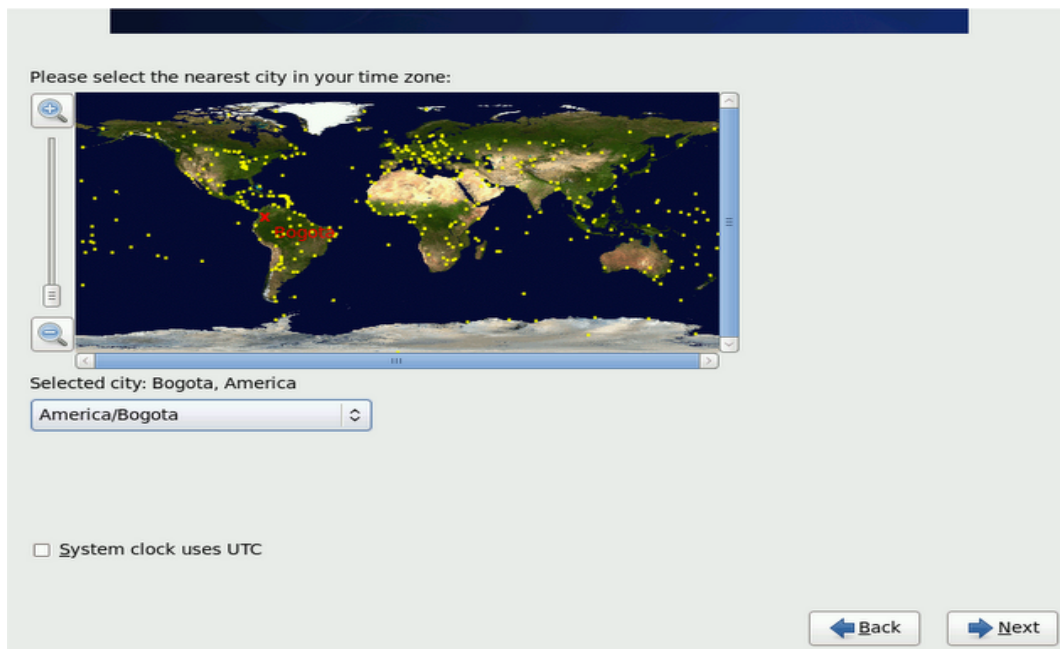 Please select the nearest city in your time zone:
Bogota
Selected city: Bogota, America
America/Bogota
System clock uses UTC
Back
Next